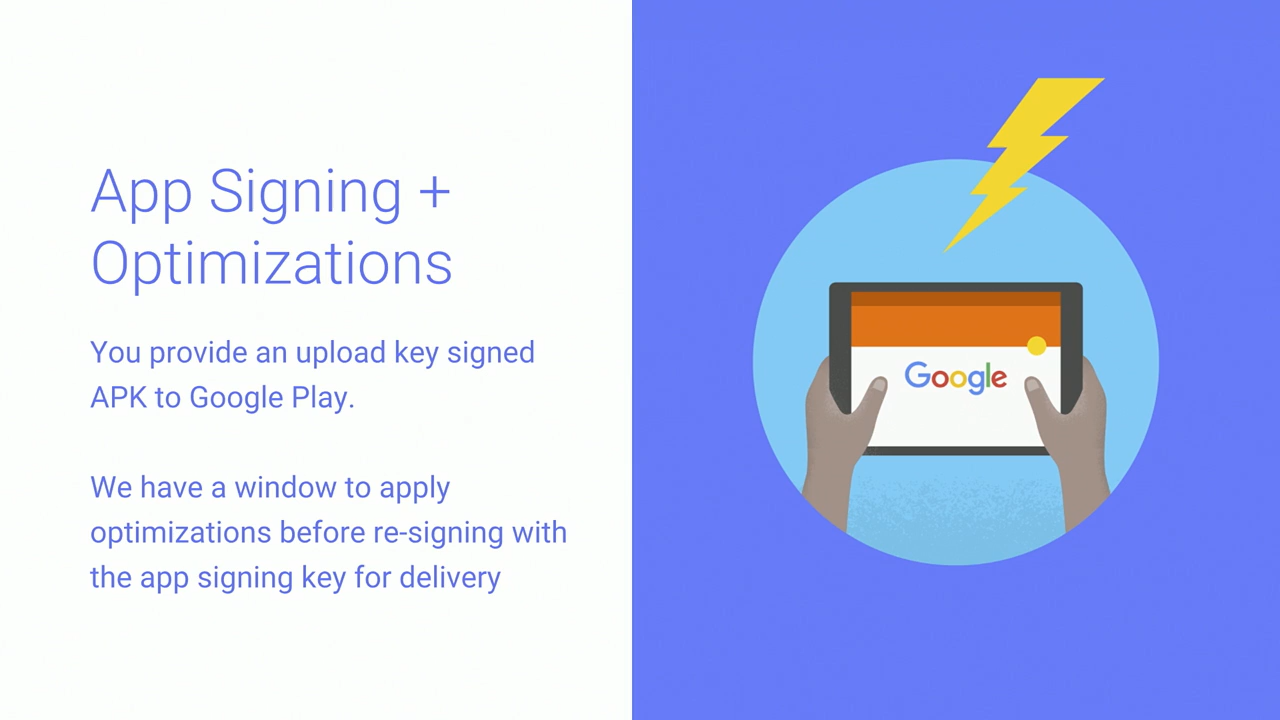 App Signing +
Optimizations
You provide an upload key signed
APK to Google Play.
We have a window to apply
optimizations before re-signing with
the app signing key for delivery
Google